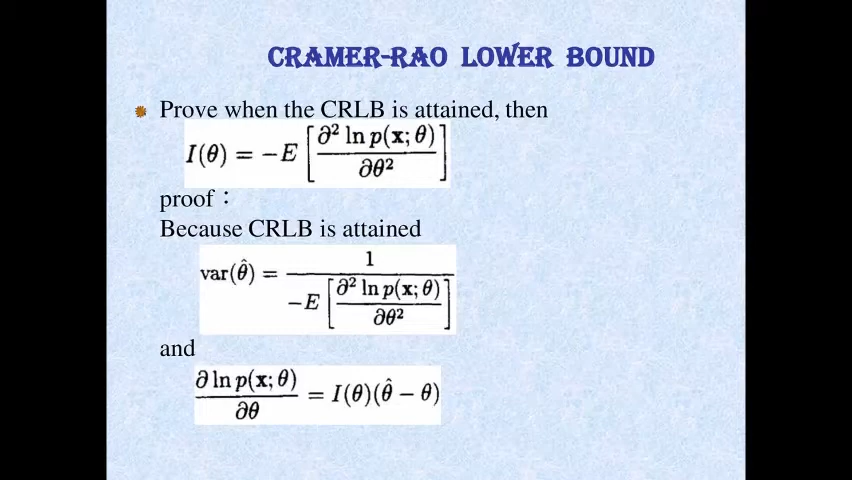 CRAMER-RAO LOWER BOUND
Prove when the CRLB is attained, then
I(θ) = −E [∂² ln p(x; θ) / ∂θ²]
proof：
Because CRLB is attained
var(θ̂) = 1 / −E [∂² ln p(x; θ) / ∂θ²]
and
∂ ln p(x; θ) / ∂θ = I(θ)(θ̂ − θ)